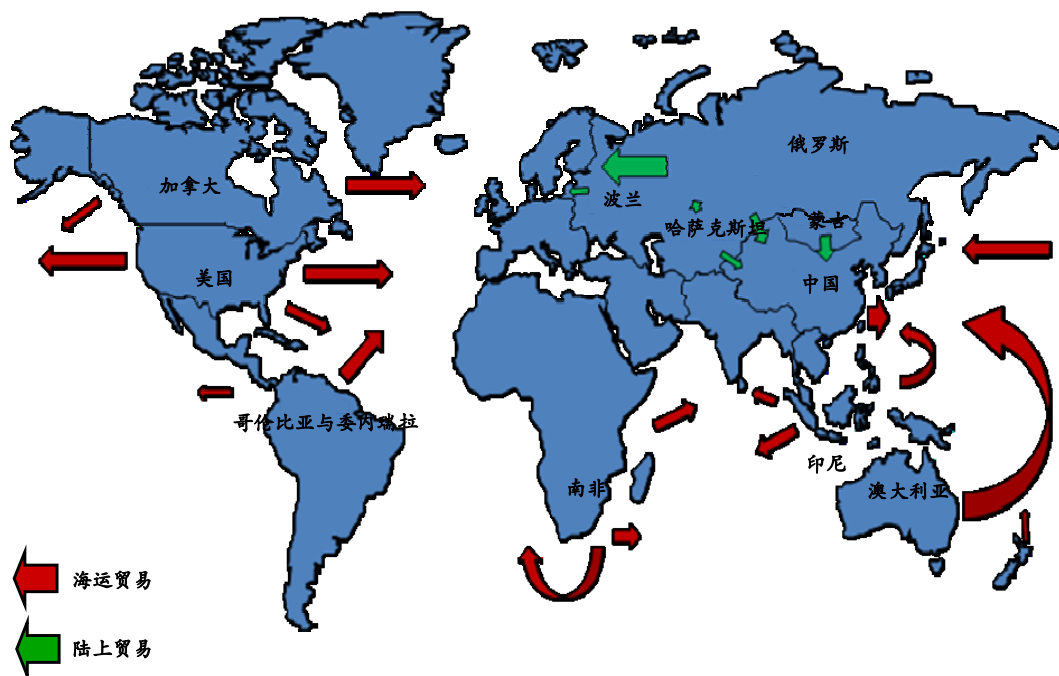 俄罗斯
加拿大
波兰
哈萨克斯坦
蒙古
美国
中国
哥伦比亚与委内瑞拉
印尼
南非
澳大利亚
海运贸易
陆上贸易